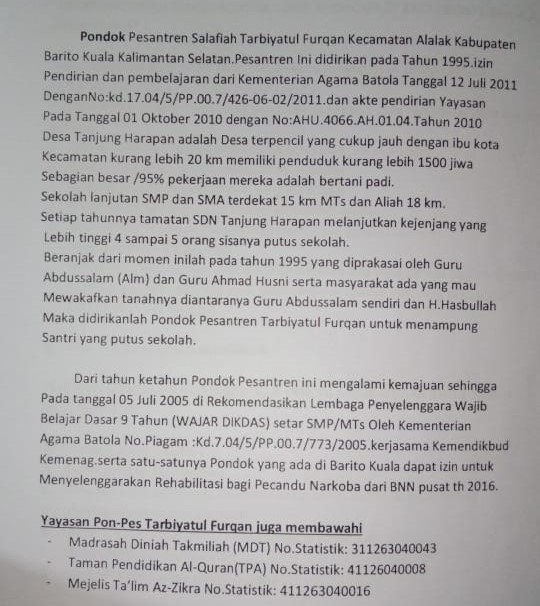 Pondok Pesantren Salafiah Tarbiyatul Furqan Kecamatan Alalak Kabupaten
Barito Kuala Kalimantan Selatan.Pesantren Ini didirikan pada Tahun 1995.izin
Pendirian dan pembelajaran dari Kementerian Agama Batola Tanggal 12 Juli 2011
DenganNo:kd.17.04/5/PP.00.7/426-06-02/2011.dan akte pendirian Yayasan
Pada Tanggal 01 Oktober 2010 dengan No:AHU.4066.AH.01.04.Tahun 2010
Desa Tanjung Harapan adalah Desa terpencil yang cukup jauh dengan ibu kota
Kecamatan kurang lebih 20 km memiliki penduduk kurang lebih 1500 jiwa
Sebagian besar /95% pekerjaan mereka adalah bertani padi.
Sekolah lanjutan SMP dan SMA terdekat 15 km MTs dan Aliah 18 km.
Setiap tahunnya tamatan SDN Tanjung Harapan melanjutkan kejenjang yang
Lebih tinggi 4 sampai 5 orang sisanya putus sekolah.
Beranjak dari momen inilah pada tahun 1995 yang diprakasai oleh Guru
Abdussalam (Alm) dan Guru Ahmad Husni serta masyarakat ada yang mau
Mewakafkan tanahnya diantaranya Guru Abdussalam sendiri dan H.Hasbullah
Maka didirikanlah Pondok Pesantren Tarbiyatul Furqan untuk menampung
Santri yang putus sekolah.
Dari tahun ketahun Pondok Pesantren ini mengalami kemajuan sehingga
Pada tanggal 05 Juli 2005 di Rekomendasikan Lembaga Penyelenggara Wajib
Belajar Dasar 9 Tahun (WAJAR DIKDAS) setar SMP/MTs Oleh Kementerian
Agama Batola No.Piagam :Kd.7.04/5/PP.00.7/773/2005.kerjasama Kemendikbud
Kemenag.serta satu-satunya Pondok yang ada di Barito Kuala dapat izin untuk
Menyelenggarakan Rehabilitasi bagi Pecandu Narkoba dari BNN pusat th 2016.
Yayasan Pon-Pes Tarbiyatul Furqan juga membawahi
- Madrasah Diniah Takmiliah (MDT) No.Statistik: 311263040043
- Taman Pendidikan Al-Quran(TPA) No.Statistik: 41126040008
- Mejelis Ta'lim Az-Zikra No.Statistik: 411263040016